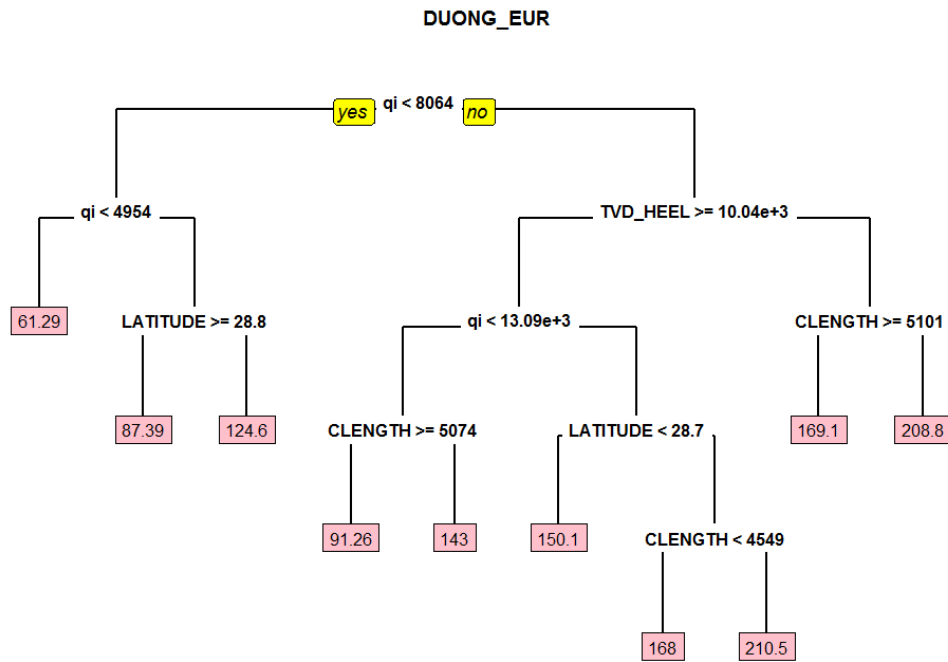 DUONG_EUR
yes qi < 8064 no
qi < 4954
TVD_HEEL >= 10.04e+3
61.29
LATITUDE >= 28.8
qi < 13.09e+3
CLENGTH >= 5101
87.39
124.6
CLENGTH >= 5074
LATITUDE < 28.7
169.1
208.8
91.26
143
150.1
CLENGTH < 4549
168
210.5